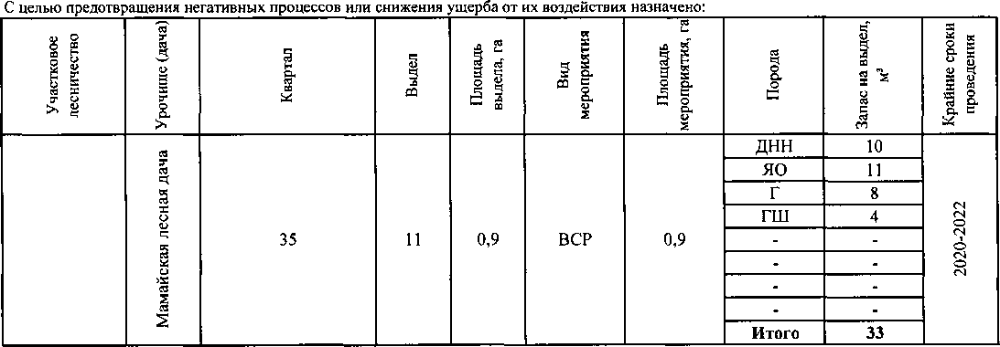 С целью предотвращения негативных процессов или снижения ущерба от их воздействия назначено:
Участковое лесничество
Урочище (дача)
Квартал
Выдел
Площадь выдела, га
Вид мероприятия
Площадь мероприятия, га
Порода
Запас на выдел, м³
Крайние сроки проведения
Мамайская лесная дача
35
11
0,9
ВСР
0,9
ДНН 10
ЯО 11
Г 8
ГШ 4
- -
- -
- -
- -
Итого 33
2020-2022